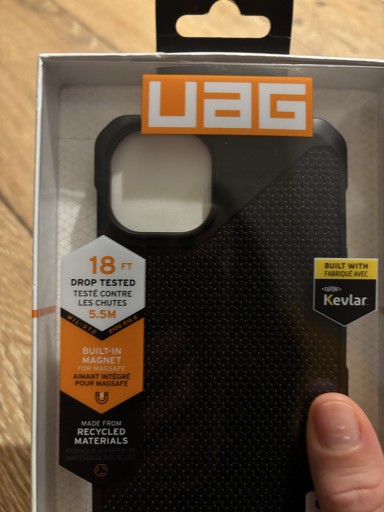 UAG
18 FT
DROP TESTED
TESTÉ CONTRE
LES CHUTES
5.5M
BUILT-IN
MAGNET
FOR MAGSAFE
AIMANT INTÉGRÉ
POUR MAGSAFE
MADE FROM
RECYCLED
MATERIALS
BUILT WITH
FABRIQUÉ AVEC
Kevlar